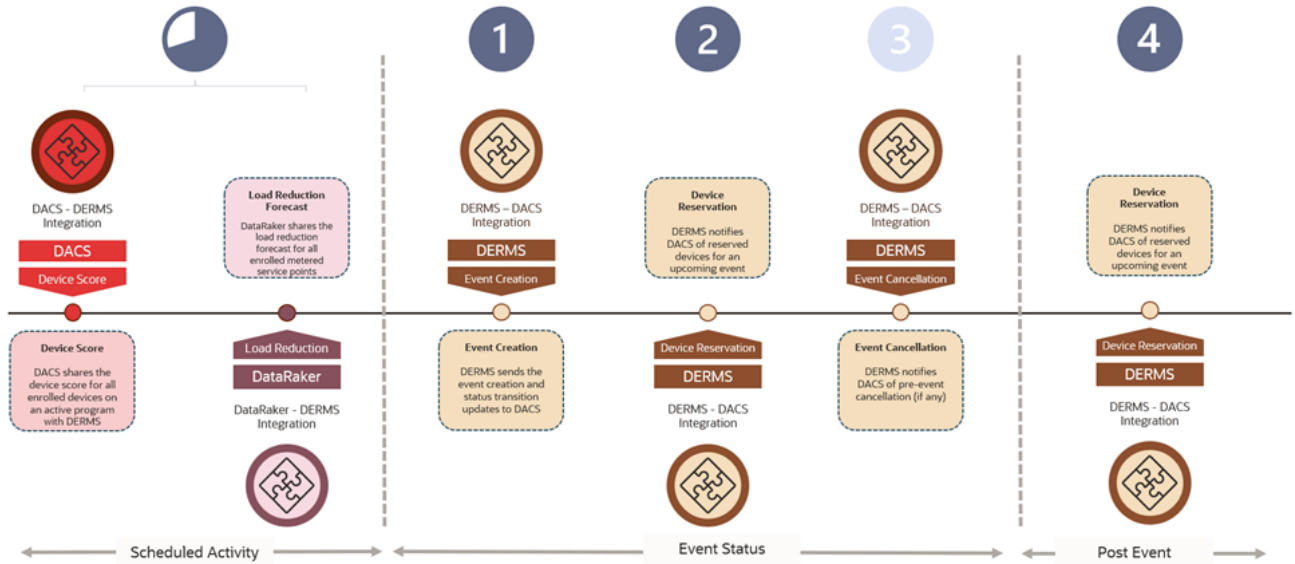 1
2
3
4
DACS - DERMS
Integration
DACS
Device Score
Device Score
DACS shares the
device score for all
enrolled devices on
an active program
with DERMS
Load Reduction
Forecast
DataRaker shares the
load reduction
forecast for all
enrolled metered
service points
Load Reduction
DataRaker
DataRaker - DERMS
Integration
DERMS – DACS
Integration
DERMS
Event Creation
Event Creation
DERMS sends the
event creation and
status transition
updates to DACS
Device
Reservation
DERMS notifies
DACS of reserved
devices for an
upcoming event
Device Reservation
DERMS
DERMS - DACS
Integration
DERMS – DACS
Integration
DERMS
Event Cancellation
Event Cancellation
DERMS notifies
DACS of pre-event
cancellation (if any)
Device
Reservation
DERMS notifies
DACS of reserved
devices for an
upcoming event
Device Reservation
DERMS
DERMS - DACS
Integration
Scheduled Activity
Event Status
Post Event